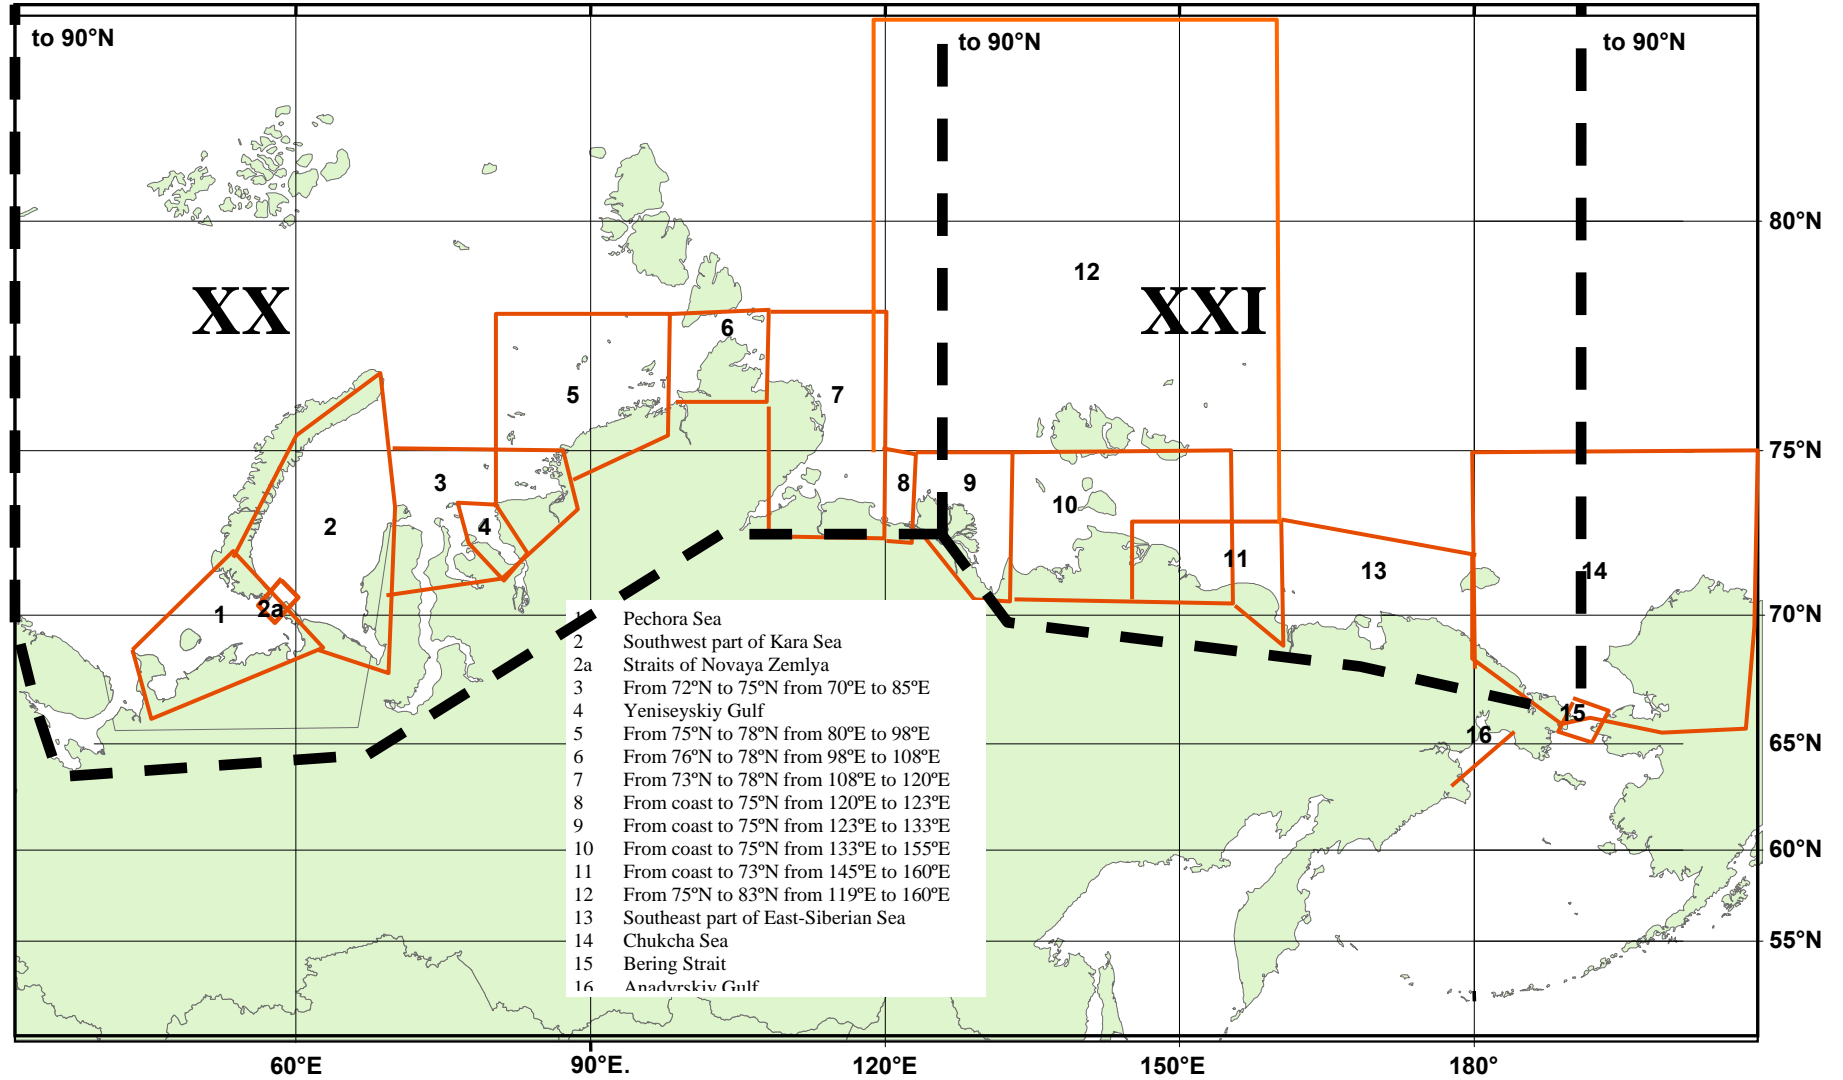 to 90°N
to 90°N
to 90°N
80°N
12
XX
XXI
6
5
7
75°N
3
8
9
10
4
2
11
13
14
1
2a
70°N
1 Pechora Sea
2 Southwest part of Kara Sea
2a Straits of Novaya Zemlya
3 From 72ºN to 75ºN from 70ºE to 85ºE
4 Yeniseyskiy Gulf
5 From 75ºN to 78ºN from 80ºE to 98ºE
6 From 76ºN to 78ºN from 98ºE to 108ºE
7 From 73ºN to 78ºN from 108ºE to 120ºE
8 From coast to 75ºN from 120ºE to 123ºE
9 From coast to 75ºN from 123ºE to 133ºE
10 From coast to 75ºN from 133ºE to 155ºE
11 From coast to 73ºN from 145ºE to 160ºE
12 From 75ºN to 83ºN from 119ºE to 160ºE
13 Southeast part of East-Siberian Sea
14 Chukcha Sea
15 Bering Strait
16 Anadyrskiy Gulf
15
16
65°N
60°N
55°N
60°E
90°E.
120°E
150°E
180°